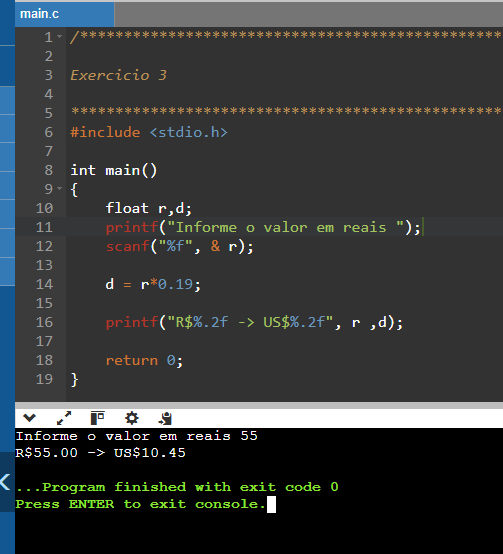 main.c
1 /************************************************
2
3 Exercicio 3
4
5 *************************************************
6 #include <stdio.h>
7
8 int main()
9 {
10 float r,d;
11 printf("Informe o valor em reais ");
12 scanf("%f", & r);
13
14 d = r*0.19;
15
16 printf("R$%.2f -> US$%.2f", r ,d);
17
18 return 0;
19 }
Informe o valor em reais 55
R$55.00 -> US$10.45
...Program finished with exit code 0
Press ENTER to exit console.